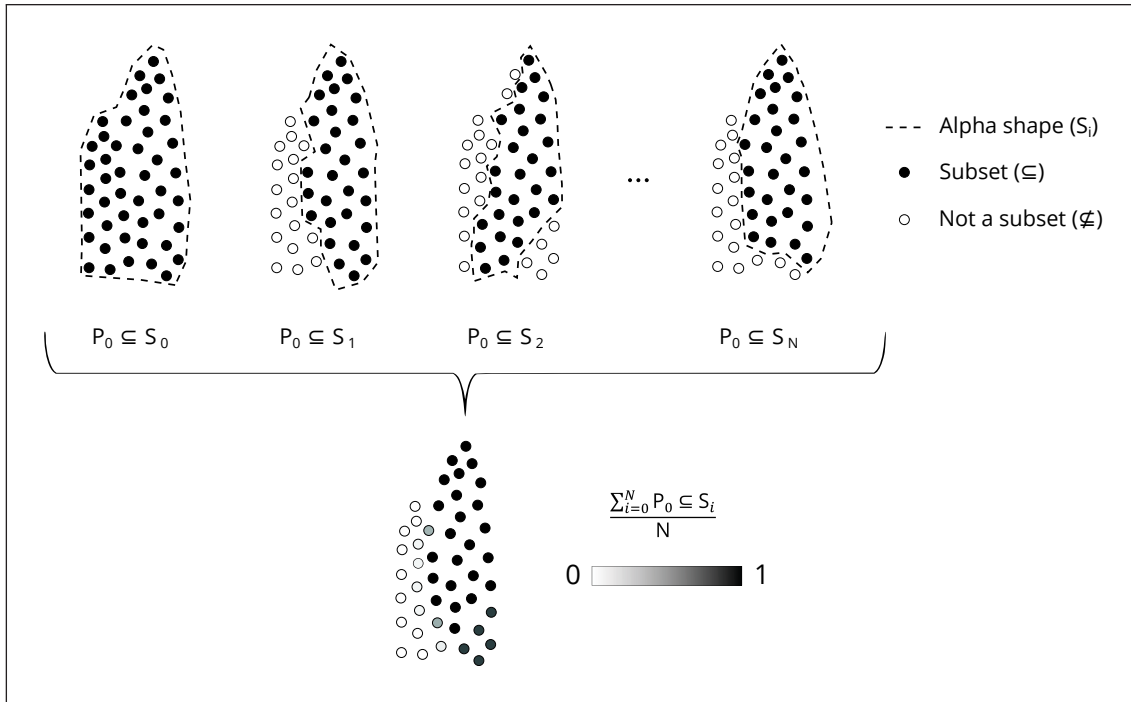 Alpha shape (Sᵢ)
Subset (⊆)
...
Not a subset (⊈)
P₀ ⊆ S₀ P₀ ⊆ S₁ P₀ ⊆ S₂ P₀ ⊆ S_N
∑ᵢ₌₀ᴺ P₀ ⊆ Sᵢ
N
0 1